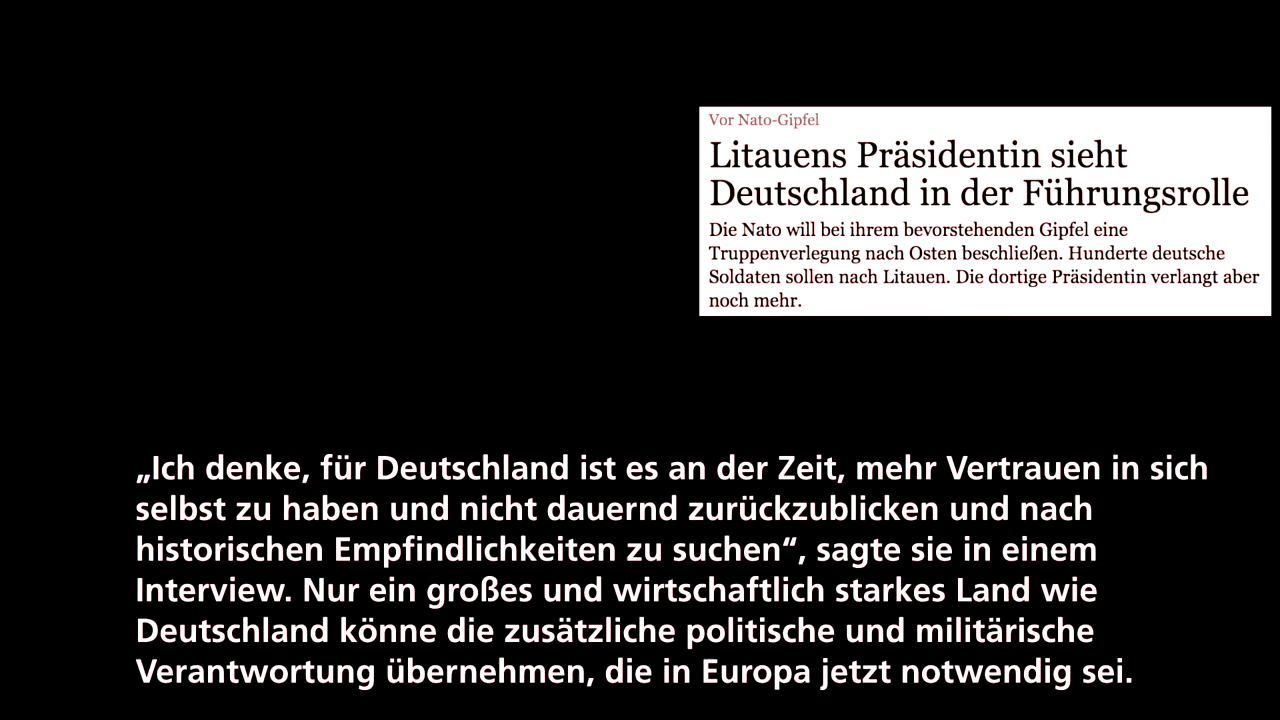 Vor Nato-Gipfel
Litauens Präsidentin sieht
Deutschland in der Führungsrolle
Die Nato will bei ihrem bevorstehenden Gipfel eine
Truppenverlegung nach Osten beschließen. Hunderte deutsche
Soldaten sollen nach Litauen. Die dortige Präsidentin verlangt aber
noch mehr.
„Ich denke, für Deutschland ist es an der Zeit, mehr Vertrauen in sich
selbst zu haben und nicht dauernd zurückzublicken und nach
historischen Empfindlichkeiten zu suchen“, sagte sie in einem
Interview. Nur ein großes und wirtschaftlich starkes Land wie
Deutschland könne die zusätzliche politische und militärische
Verantwortung übernehmen, die in Europa jetzt notwendig sei.